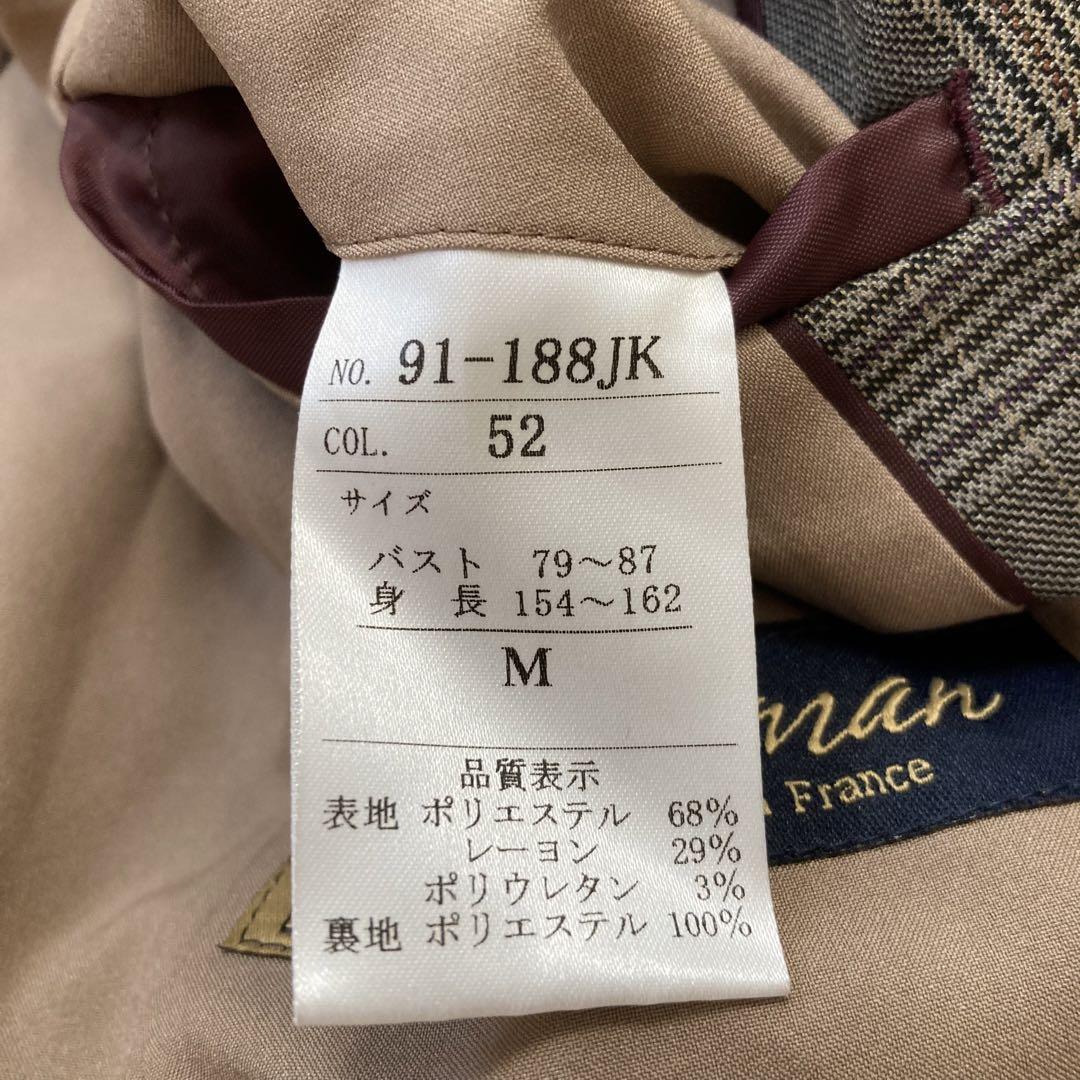 NO. 91-188JK
COL. 52
サイズ
バスト 79～87
身長 154～162
M
品質表示
表地 ポリエステル 68%
レーヨン 29%
ポリウレタン 3%
裏地 ポリエステル 100%
France